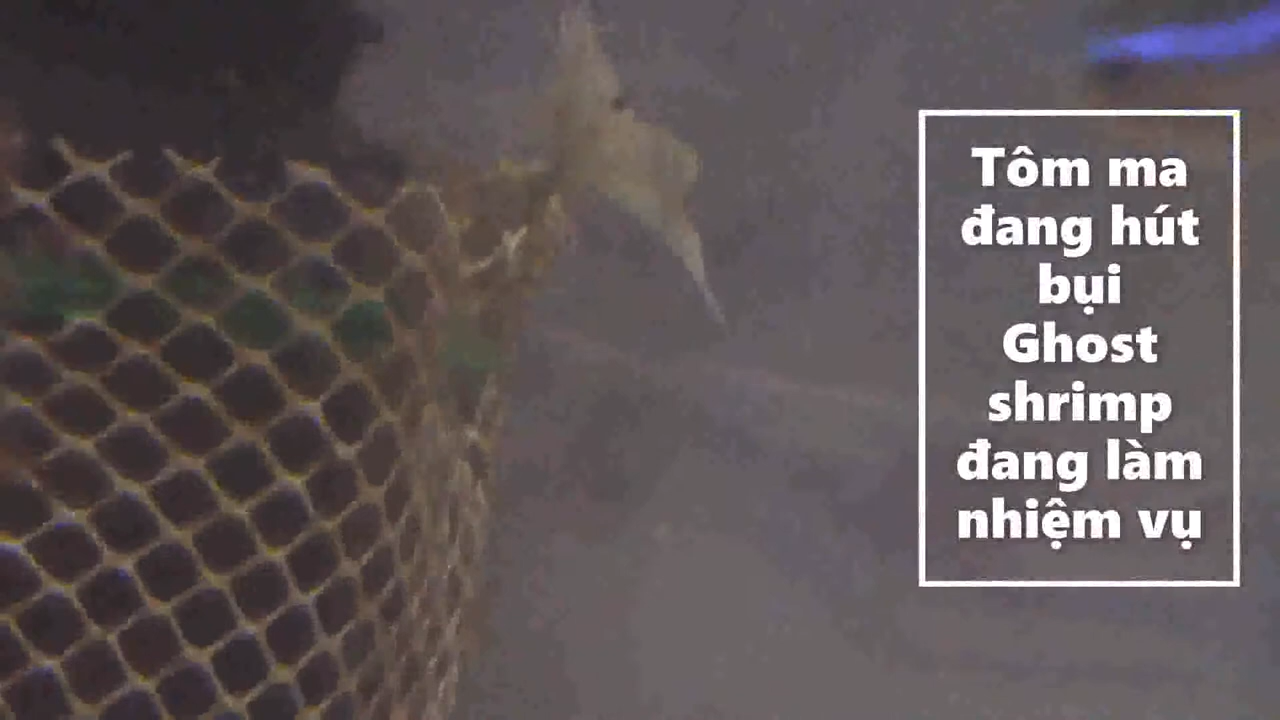 Tôm ma
đang hút
bụi
Ghost
shrimp
đang làm
nhiệm vụ